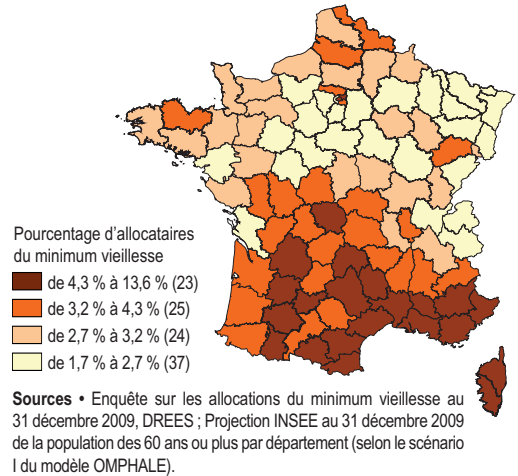 Pourcentage d'allocataires
du minimum vieillesse
de 4,3 % à 13,6 % (23)
de 3,2 % à 4,3 % (25)
de 2,7 % à 3,2 % (24)
de 1,7 % à 2,7 % (37)
Sources • Enquête sur les allocations du minimum vieillesse au
31 décembre 2009, DREES ; Projection INSEE au 31 décembre 2009
de la population des 60 ans ou plus par département (selon le scénario
I du modèle OMPHALE).